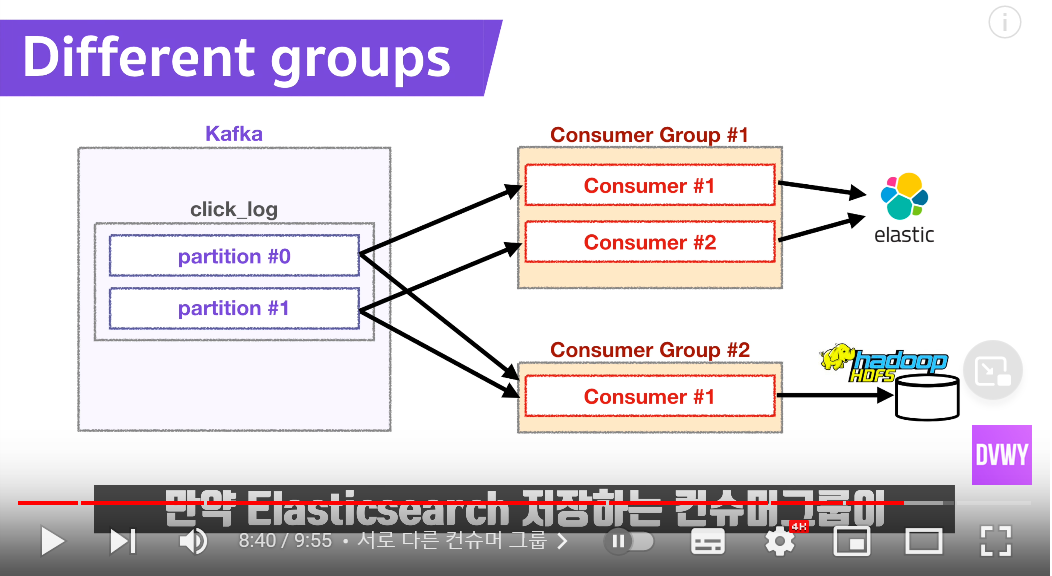 Different groups
Kafka
click_log
partition #0
partition #1
Consumer Group #1
Consumer #1
Consumer #2
elastic
Consumer Group #2
Consumer #1
hadoop
HDFS
DVWY
만약 Elasticsearch 저장하는 컨슈머그룹이
8:40 / 9:55 • 서로 다른 컨슈머 그룹
4K